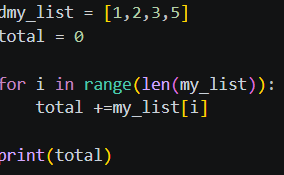 dmy_list = [1,2,3,5]
total = 0
for i in range(len(my_list)):
total +=my_list[i]
print(total)